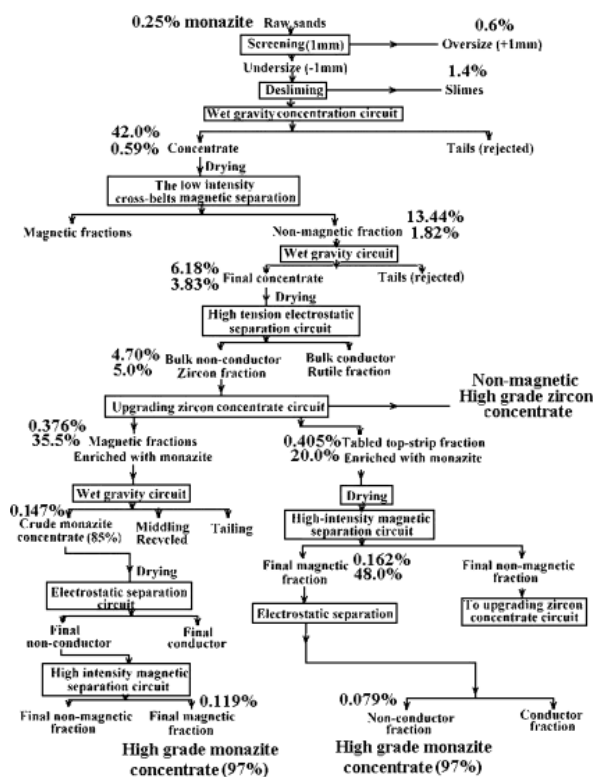 0.25% monazite Raw sands
0.6%
Screening(1mm)
Oversize (+1mm)
Undersize (-1mm)
1.4%
Desliming
Slimes
Wet gravity concentration circuit
42.0%
0.59% Concentrate
Tails (rejected)
Drying
The low intensity
cross-belts magnetic separation
13.44%
Magnetic fractions
Non-magnetic fraction
1.82%
Wet gravity circuit
6.18%
3.83%
Final concentrate
Tails (rejected)
Drying
High tension electrostatic
separation circuit
4.70%
5.0%
Bulk non-conductor
Zircon fraction
Bulk conductor
Rutile fraction
Non-magnetic
High grade zircon
concentrate
Upgrading zircon concentrate circuit
0.376%
35.5%
Magnetic fractions
Enriched with monazite
0.405%
20.0%
Tabled top-strip fraction
Enriched with monazite
Wet gravity circuit
Drying
0.147%
Crude monazite
concentrate (85%)
Middling
Recycled
Tailing
High-intensity magnetic
separation circuit
Final magnetic
fraction
0.162%
48.0%
Final non-magnetic
fraction
Drying
Electrostatic separation
circuit
Electrostatic separation
To upgrading zircon
concentrate circuit
Final
non-conductor
Final
conductor
High intensity magnetic
separation circuit
0.119%
Final non-magnetic
fraction
Final magnetic
fraction
0.079%
Non-conductor
fraction
Conductor
fraction
High grade monazite
concentrate (97%)
High grade monazite
concentrate (97%)